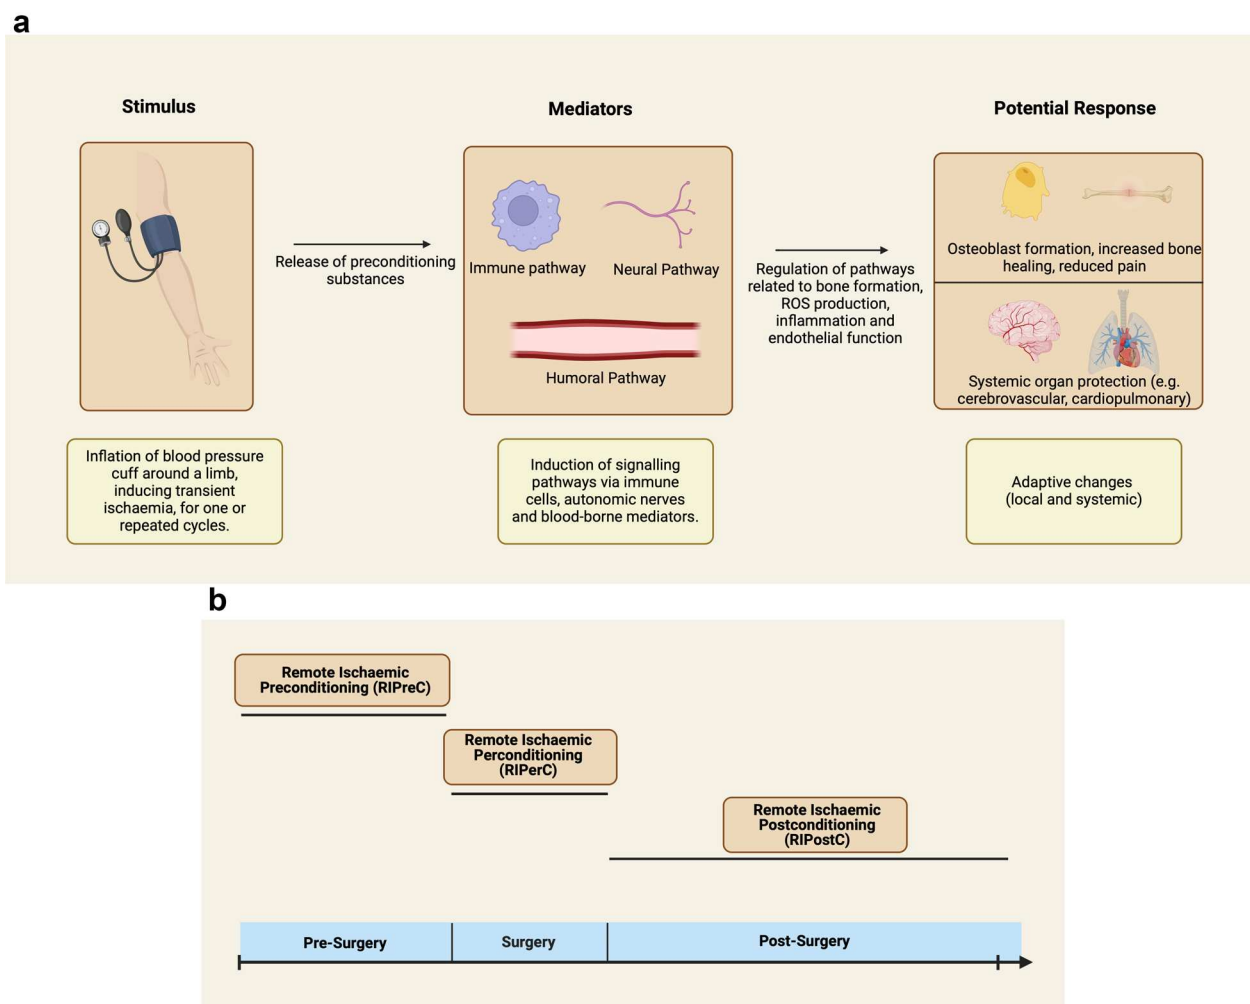 a
Stimulus
Mediators
Potential Response
Release of preconditioning
substances
Immune pathway
Neural Pathway
Humoral Pathway
Regulation of pathways
related to bone formation,
ROS production,
inflammation and
endothelial function
Osteoblast formation, increased bone
healing, reduced pain
Systemic organ protection (e.g.
cerebrovascular, cardiopulmonary)
Inflation of blood pressure
cuff around a limb,
inducing transient
ischaemia, for one or
repeated cycles.
Induction of signalling
pathways via immune
cells, autonomic nerves
and blood-borne mediators.
Adaptive changes
(local and systemic)
b
Remote Ischaemic
Preconditioning (RIPreC)
Remote Ischaemic
Perconditioning
(RIPerC)
Remote Ischaemic
Postconditioning
(RIPostC)
Pre-Surgery
Surgery
Post-Surgery